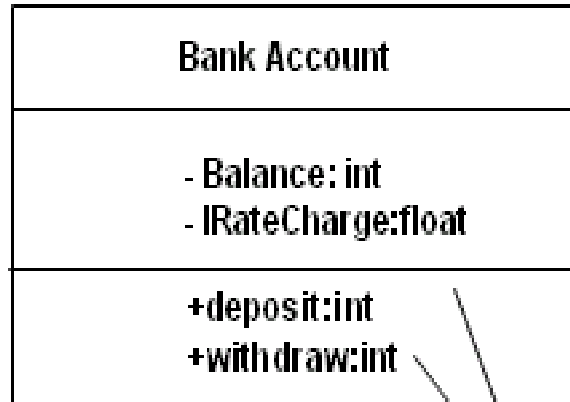 Bank Account
- Balance: int
- IRateCharge:float
+deposit:int
+withdraw:int